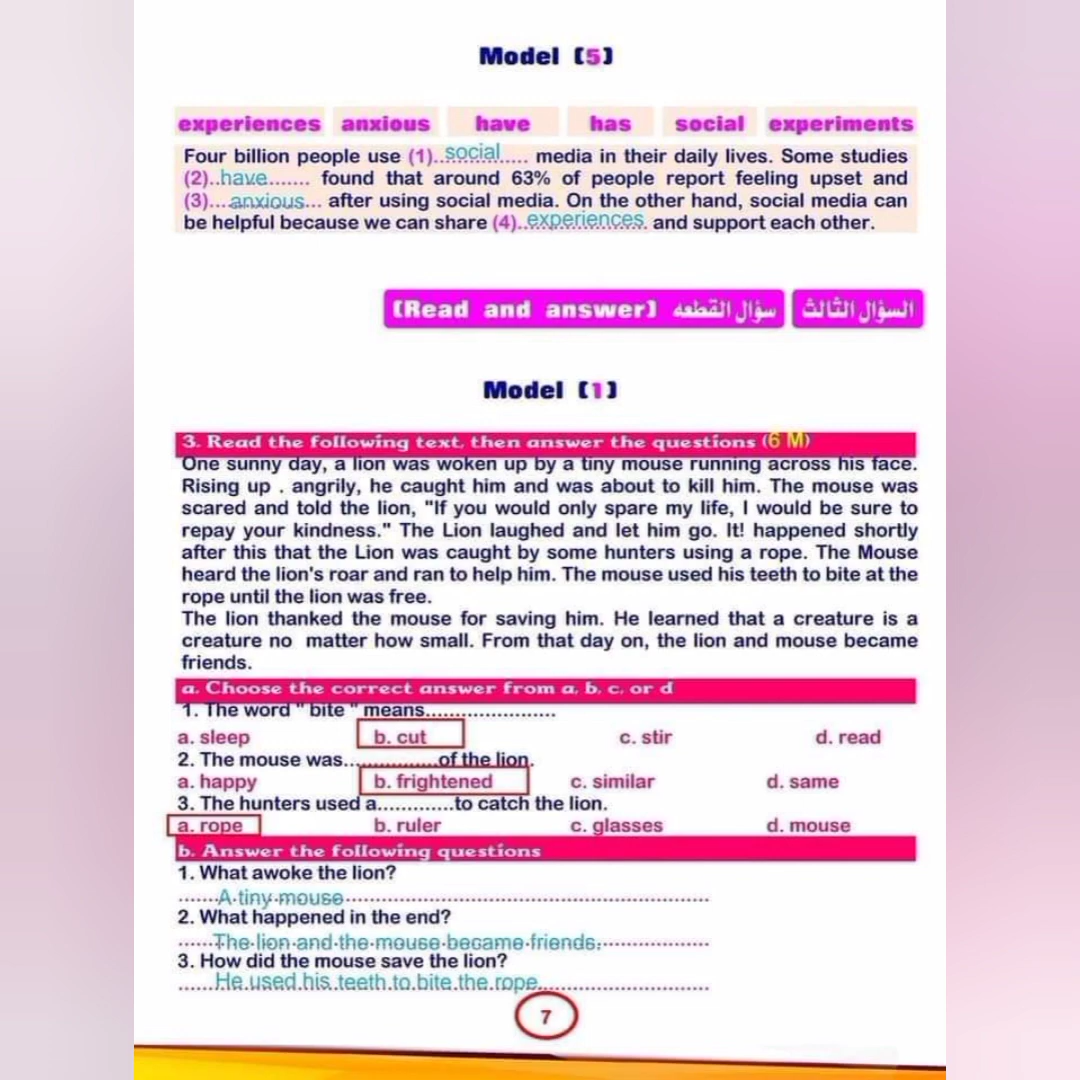 Model (5)
experiences anxious have has social experiments
Four billion people use (1)..social..... media in their daily lives. Some studies
(2)..have....... found that around 63% of people report feeling upset and
(3)....anxious... after using social media. On the other hand, social media can
be helpful because we can share (4)..experiences. and support each other.
السؤال الثالث سؤال القطعه (Read and answer)
Model (1)
3. Read the following text, then answer the questions (6 M)
One sunny day, a lion was woken up by a tiny mouse running across his face.
Rising up . angrily, he caught him and was about to kill him. The mouse was
scared and told the lion, "If you would only spare my life, I would be sure to
repay your kindness." The Lion laughed and let him go. It! happened shortly
after this that the Lion was caught by some hunters using a rope. The Mouse
heard the lion's roar and ran to help him. The mouse used his teeth to bite at the
rope until the lion was free.
The lion thanked the mouse for saving him. He learned that a creature is a
creature no matter how small. From that day on, the lion and mouse became
friends.
a. Choose the correct answer from a, b, c, or d
1. The word " bite " means......................
a. sleep b. cut c. stir d. read
2. The mouse was................of the lion.
a. happy b. frightened c. similar d. same
3. The hunters used a.............to catch the lion.
a. rope b. ruler c. glasses d. mouse
b. Answer the following questions
1. What awoke the lion?
A tiny mouse
2. What happened in the end?
The lion and the mouse became friends.
3. How did the mouse save the lion?
He used his teeth to bite the rope.
7